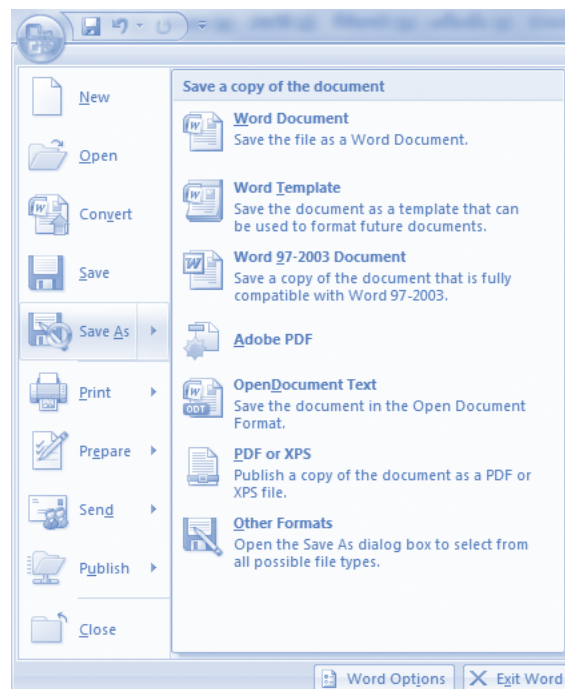 New
Open
Convert
Save
Save As
Print
Prepare
Send
Publish
Close
Save a copy of the document
Word Document
Save the file as a Word Document.
Word Template
Save the document as a template that can
be used to format future documents.
Word 97-2003 Document
Save a copy of the document that is fully
compatible with Word 97-2003.
Adobe PDF
OpenDocument Text
ODT
Save the document in the Open Document
Format.
PDF or XPS
Publish a copy of the document as a PDF or
XPS file.
Other Formats
Open the Save As dialog box to select from
all possible file types.
Word Options
Exit Word